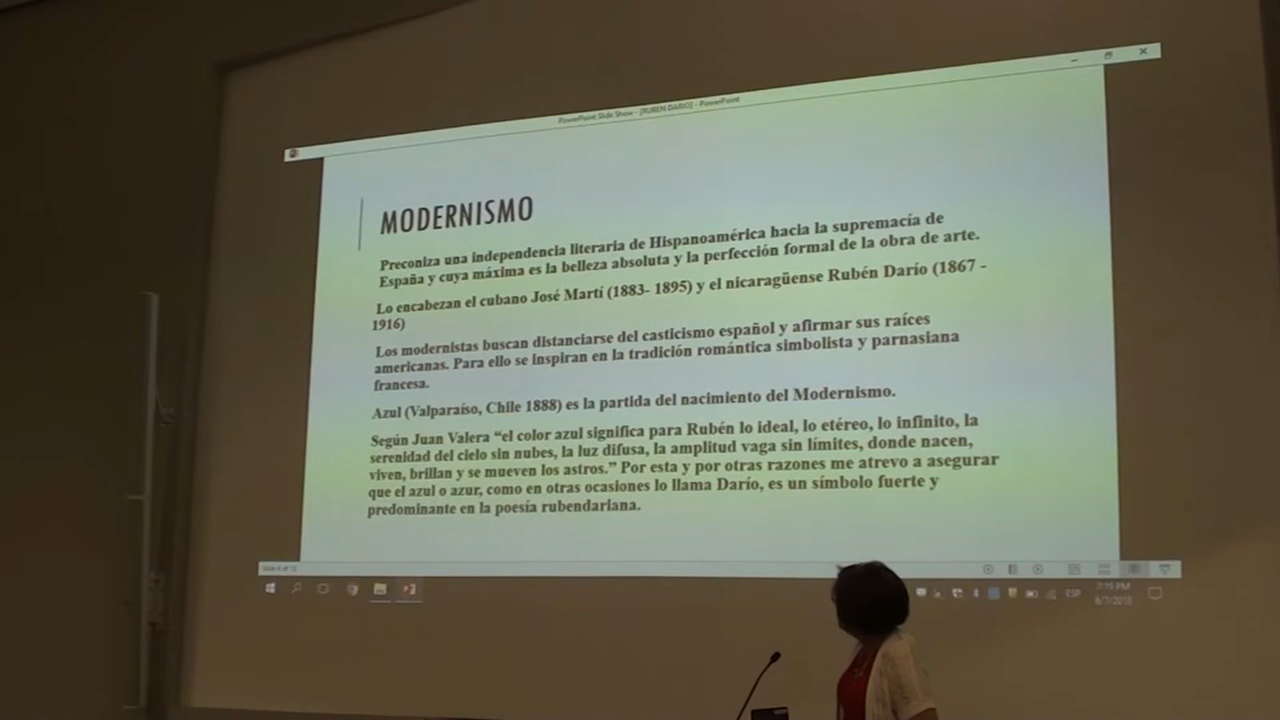 PowerPoint Slide Show - [RUBEN DARIO] - PowerPoint
MODERNISMO
Preconiza una independencia literaria de Hispanoamérica hacia la supremacía de
España y cuya máxima es la belleza absoluta y la perfección formal de la obra de arte.
Lo encabezan el cubano José Martí (1883- 1895) y el nicaragüense Rubén Darío (1867 -
1916)
Los modernistas buscan distanciarse del casticismo español y afirmar sus raíces
americanas. Para ello se inspiran en la tradición romántica simbolista y parnasiana
francesa.
Azul (Valparaíso, Chile 1888) es la partida del nacimiento del Modernismo.
Según Juan Valera “el color azul significa para Rubén lo ideal, lo etéreo, lo infinito, la
serenidad del cielo sin nubes, la luz difusa, la amplitud vaga sin límites, donde nacen,
viven, brillan y se mueven los astros.” Por esta y por otras razones me atrevo a asegurar
que el azul o azur, como en otras ocasiones lo llama Darío, es un símbolo fuerte y
predominante en la poesía rubendariana.
ESP
7:19 PM
6/7/2018